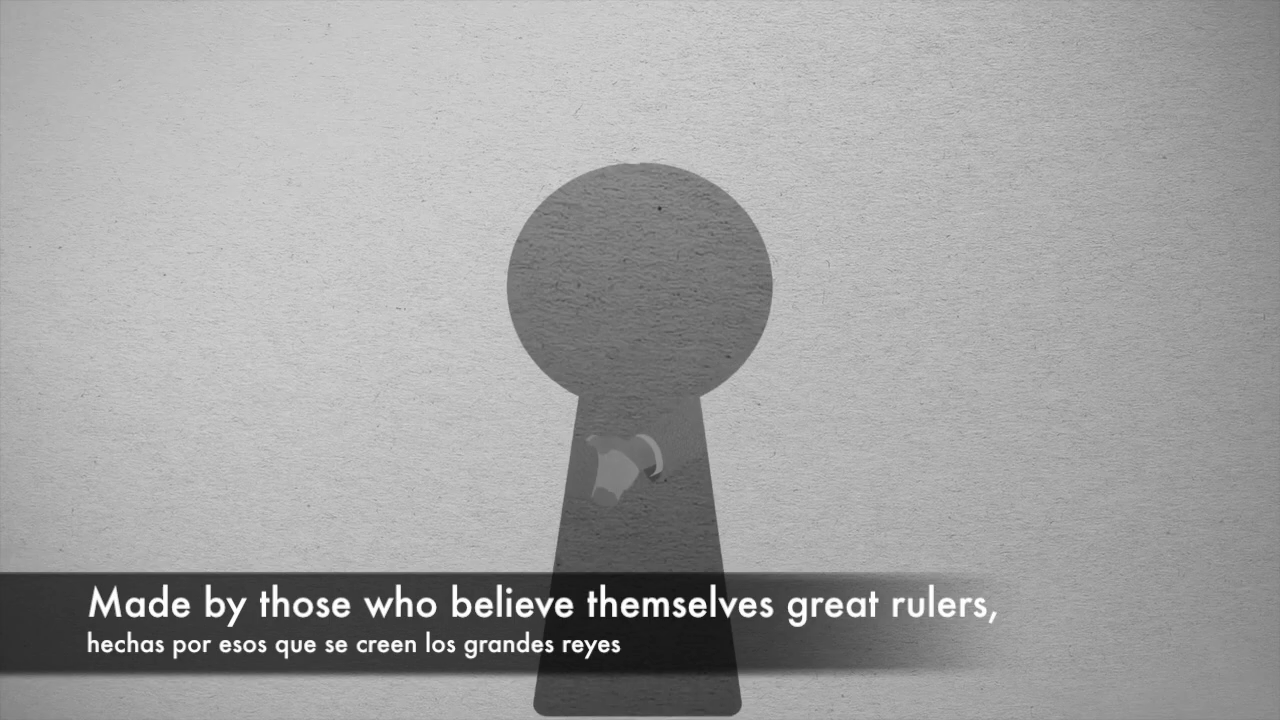 Made by those who believe themselves great rulers,
hechas por esos que se creen los grandes reyes